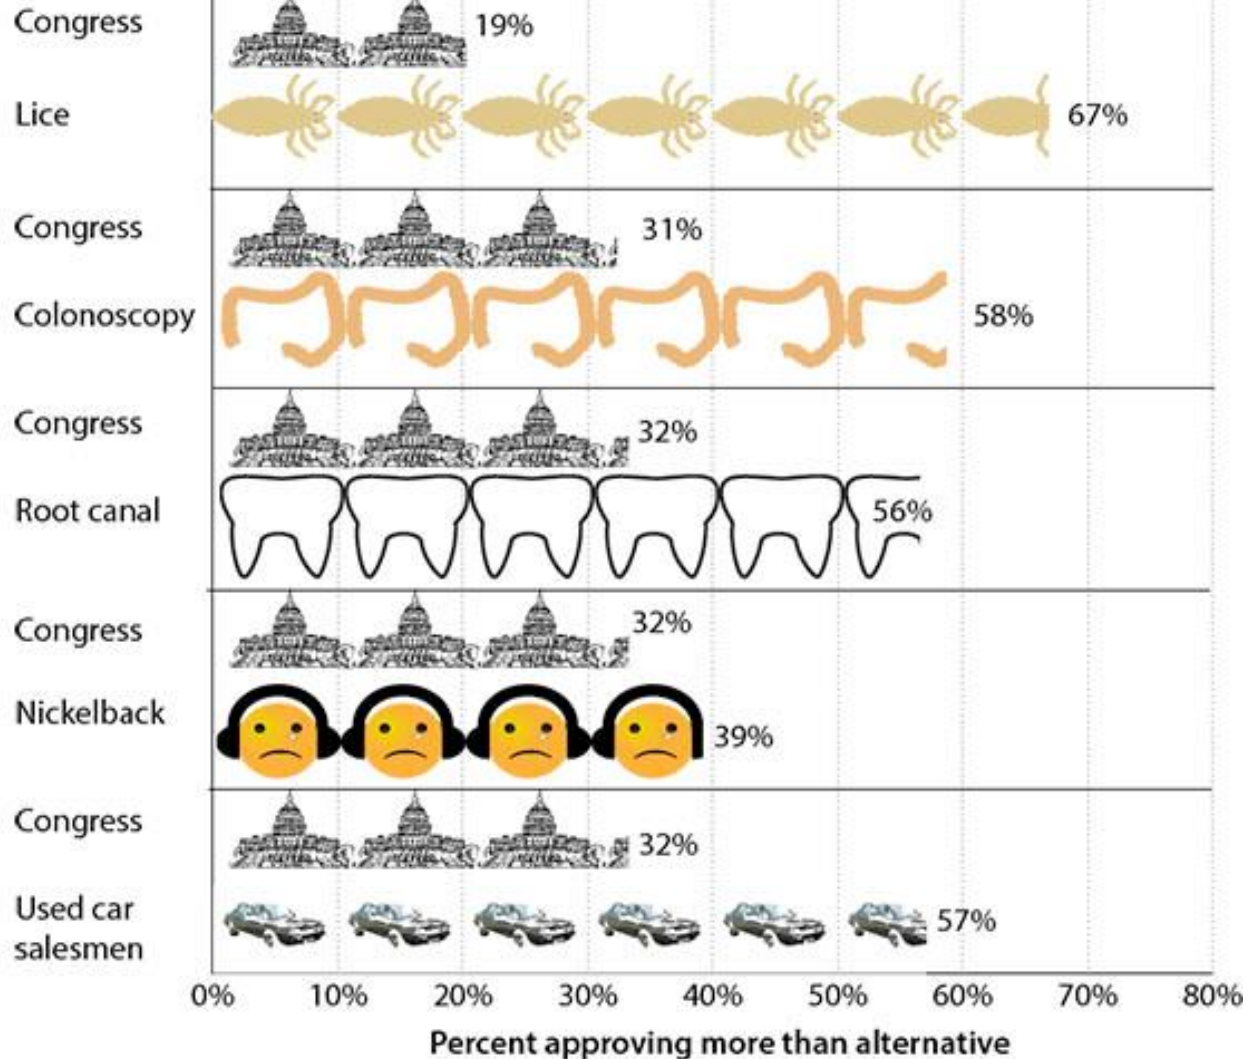 Congress 19%
Lice 67%
Congress 31%
Colonoscopy 58%
Congress 32%
Root canal 56%
Congress 32%
Nickelback 39%
Congress 32%
Used car
salesmen 57%
0% 10% 20% 30% 40% 50% 60% 70% 80%
Percent approving more than alternative